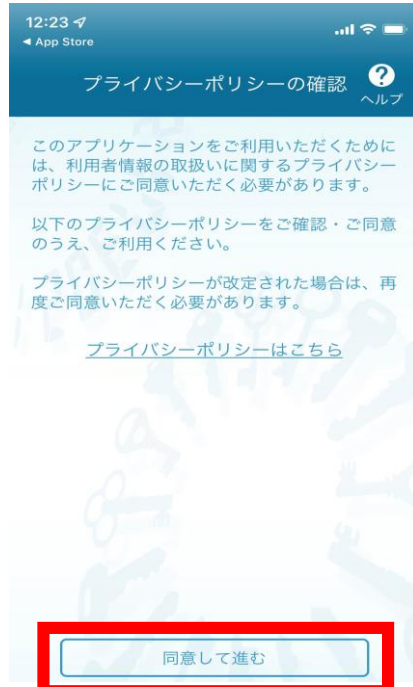 12:23
◀ App Store
プライバシーポリシーの確認
?
ヘルプ
このアプリケーションをご利用いただくために
は、利用者情報の取扱いに関するプライバシー
ポリシーにご同意いただく必要があります。
以下のプライバシーポリシーをご確認・ご同意
のうえ、ご利用ください。
プライバシーポリシーが改定された場合は、再
度ご同意いただく必要があります。
プライバシーポリシーはこちら
同意して進む